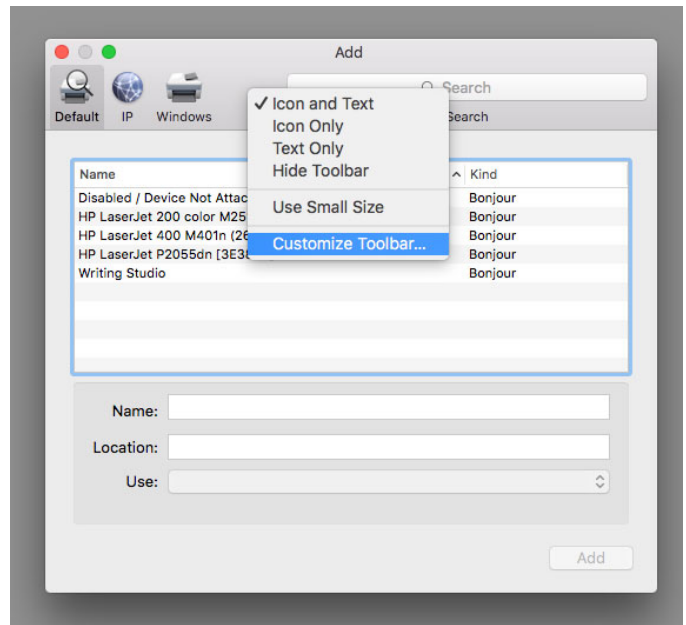 Add
Search
Default IP Windows Search
✓ Icon and Text
Icon Only
Text Only
Hide Toolbar
Use Small Size
Customize Toolbar...
Name Kind
Disabled / Device Not Attac Bonjour
HP LaserJet 200 color M25 Bonjour
HP LaserJet 400 M401n (26 Bonjour
HP LaserJet P2055dn [3E3 Bonjour
Writing Studio Bonjour
Name:
Location:
Use:
Add